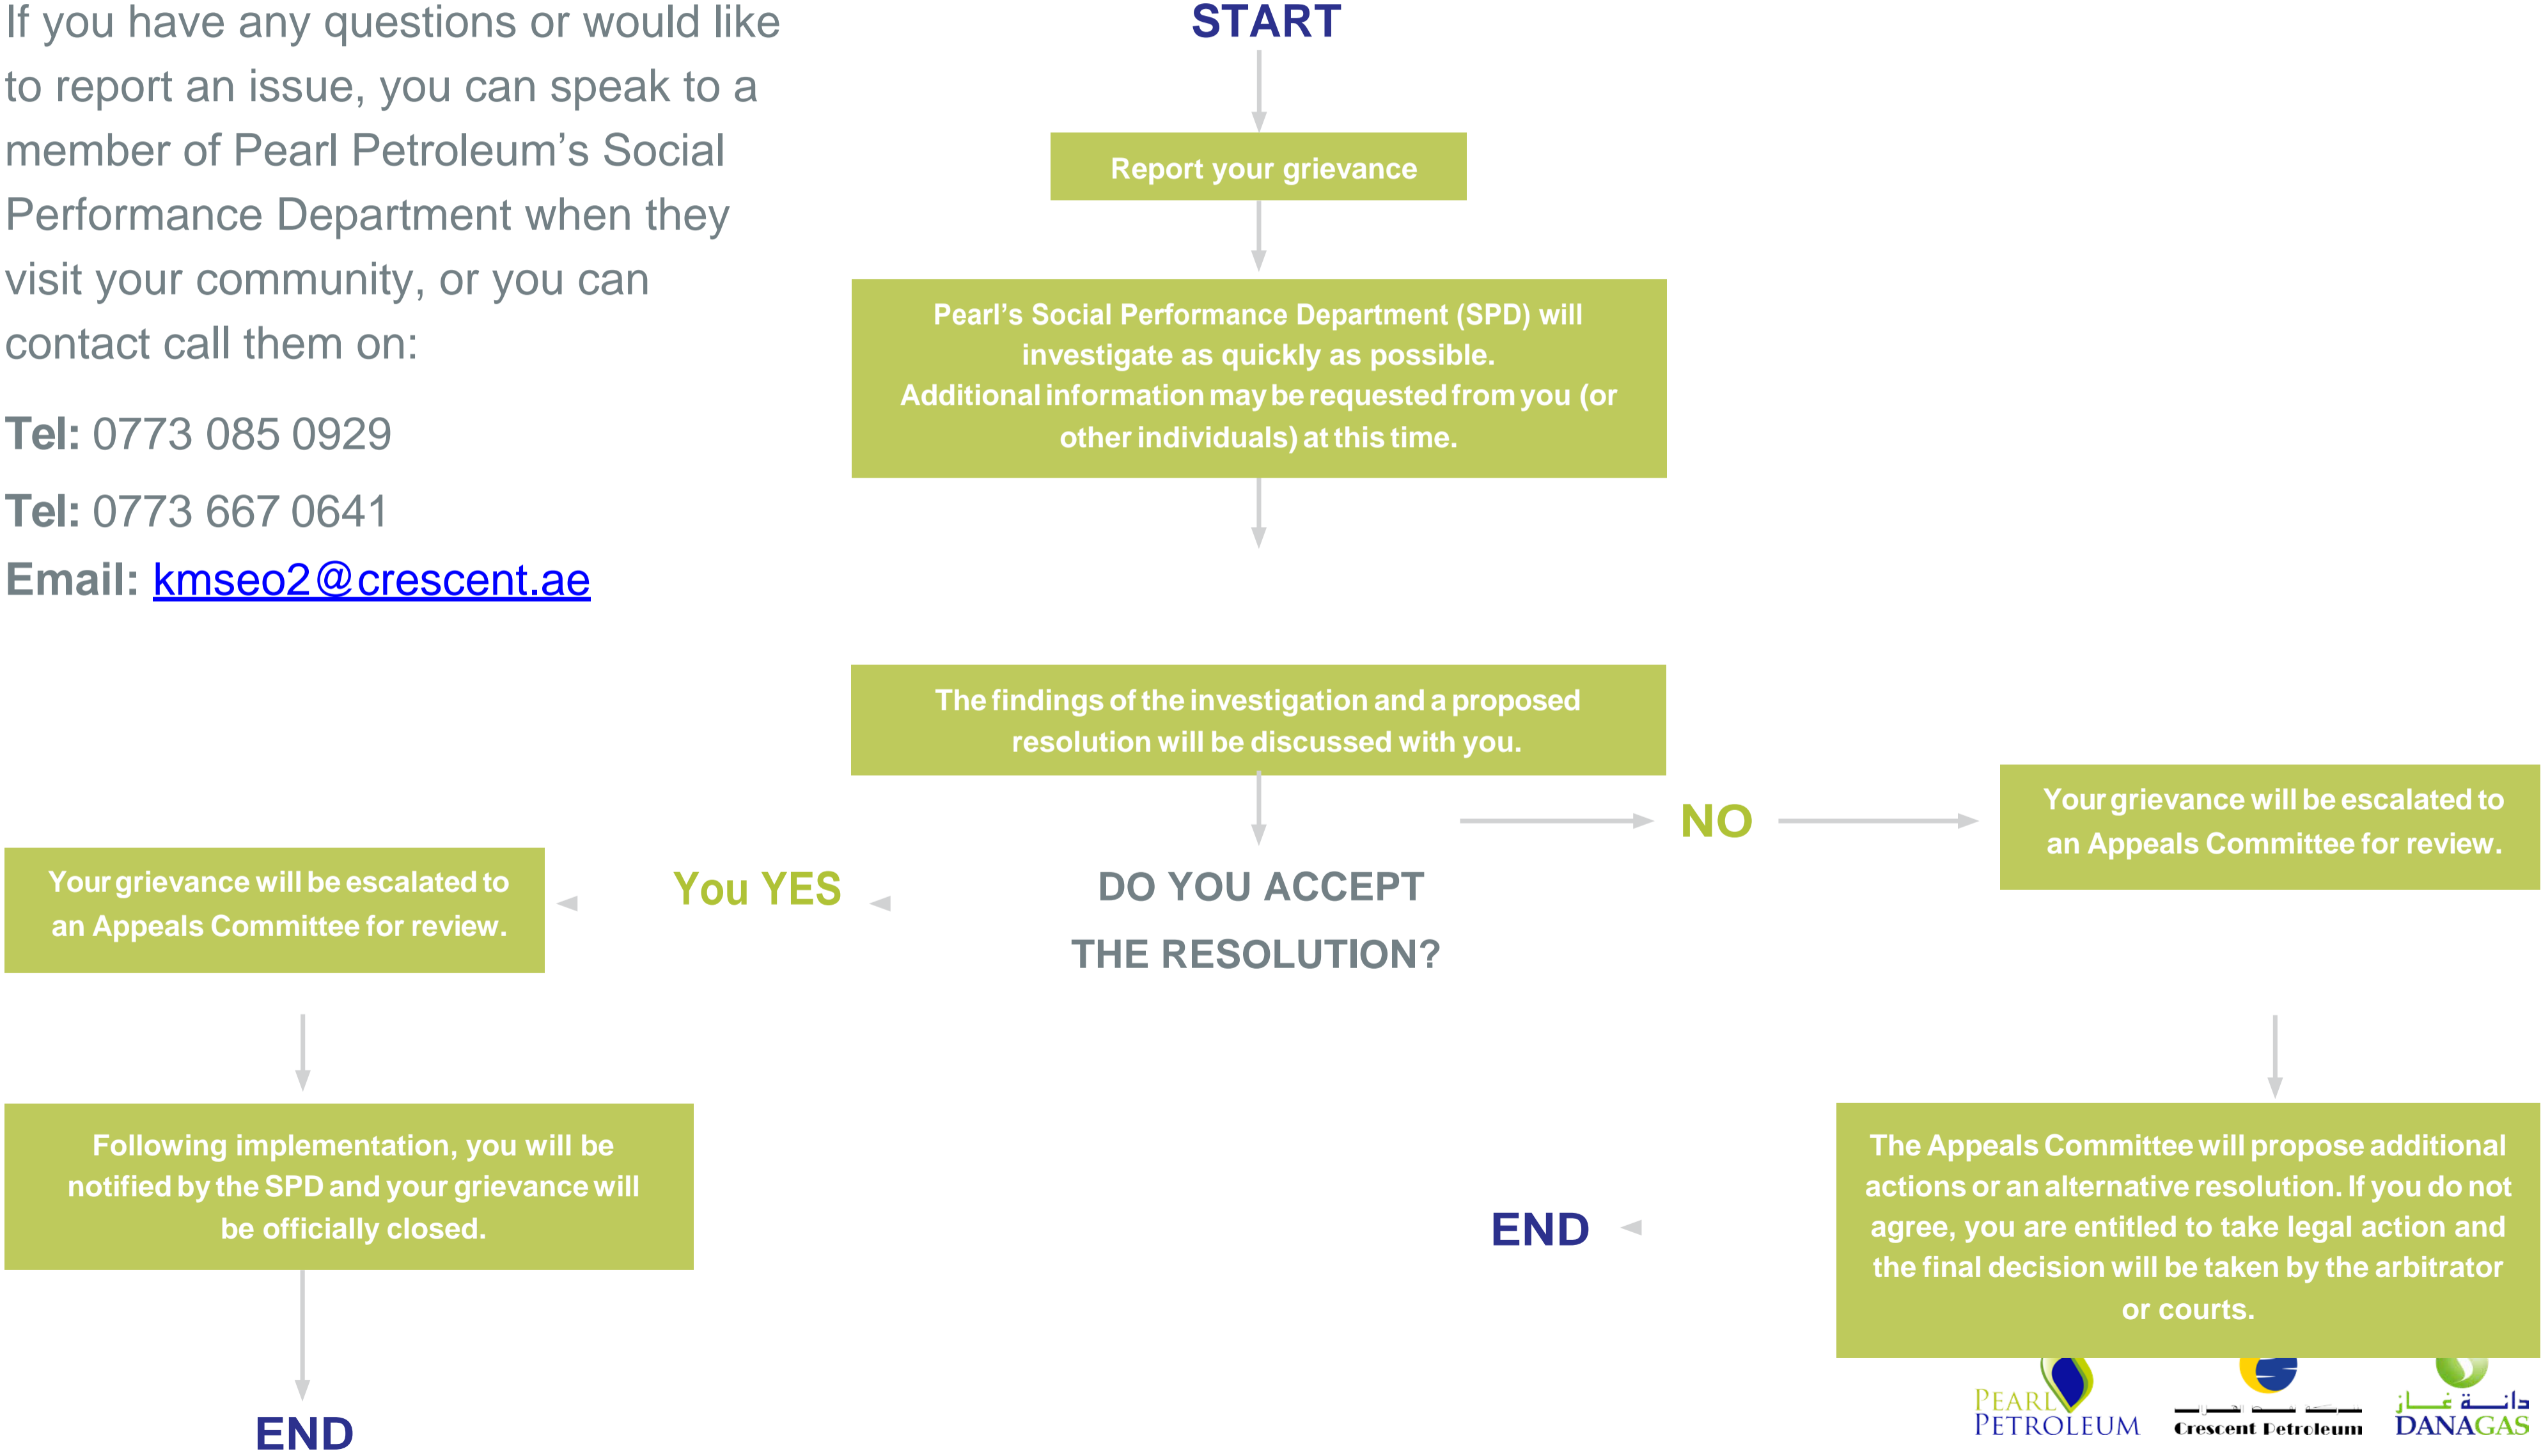 If you have any questions or would like
to report an issue, you can speak to a
member of Pearl Petroleum’s Social
Performance Department when they
visit your community, or you can
contact call them on:
Tel: 0773 085 0929
Tel: 0773 667 0641
Email: kmseo2@crescent.ae
START
Report your grievance
Pearl’s Social Performance Department (SPD) will
investigate as quickly as possible.
Additional information may be requested from you (or
other individuals) at this time.
The findings of the investigation and a proposed
resolution will be discussed with you.
DO YOU ACCEPT
THE RESOLUTION?
NO
Your grievance will be escalated to
an Appeals Committee for review.
You YES
Your grievance will be escalated to
an Appeals Committee for review.
Following implementation, you will be
notified by the SPD and your grievance will
be officially closed.
END
The Appeals Committee will propose additional
actions or an alternative resolution. If you do not
agree, you are entitled to take legal action and
the final decision will be taken by the arbitrator
or courts.
END
PEARL
PETROLEUM
Crescent Petroleum
دانة غاز
DANAGAS